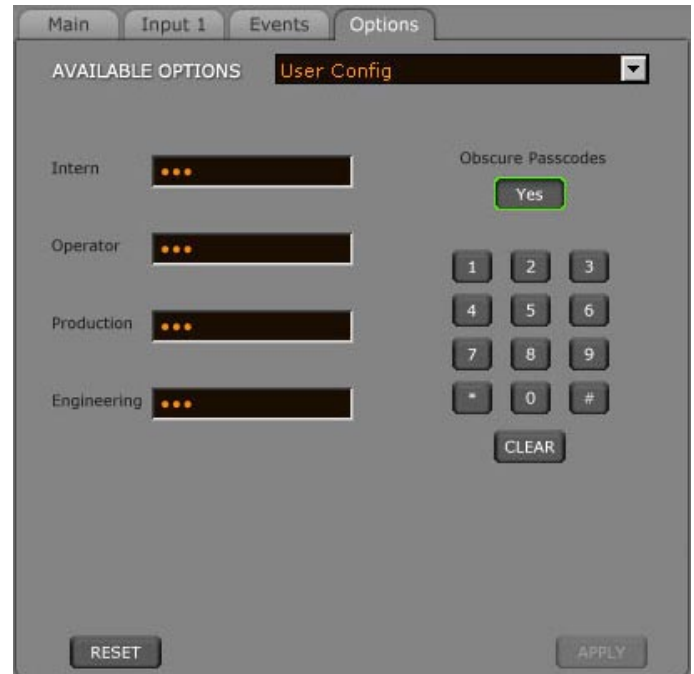 Main Input 1 Events Options
AVAILABLE OPTIONS User Config
Intern •••
Operator •••
Production •••
Engineering •••
Obscure Passcodes
Yes
1 2 3
4 5 6
7 8 9
* 0 #
CLEAR
RESET APPLY